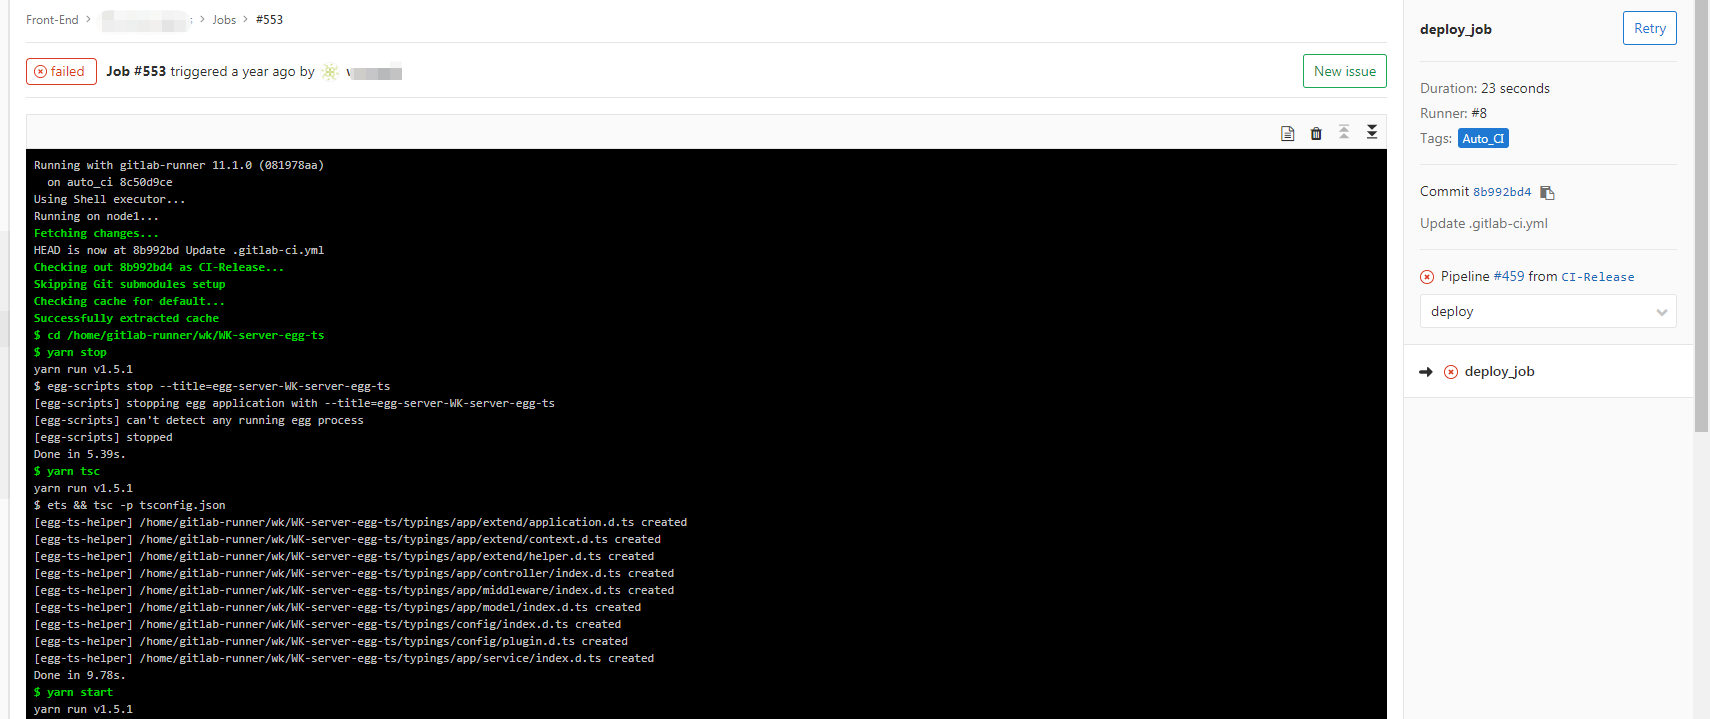 Front-End > > Jobs > #553
failed Job #553 triggered a year ago by
New issue
Running with gitlab-runner 11.1.0 (081978aa)
on auto_ci 8c50d9ce
Using Shell executor...
Running on node1...
Fetching changes...
HEAD is now at 8b992bd Update .gitlab-ci.yml
Checking out 8b992bd4 as CI-Release...
Skipping Git submodules setup
Checking cache for default...
Successfully extracted cache
$ cd /home/gitlab-runner/wk/WK-server-egg-ts
$ yarn stop
yarn run v1.5.1
$ egg-scripts stop --title=egg-server-WK-server-egg-ts
[egg-scripts] stopping egg application with --title=egg-server-WK-server-egg-ts
[egg-scripts] can't detect any running egg process
[egg-scripts] stopped
Done in 5.39s.
$ yarn tsc
yarn run v1.5.1
$ ets && tsc -p tsconfig.json
[egg-ts-helper] /home/gitlab-runner/wk/WK-server-egg-ts/typings/app/extend/application.d.ts created
[egg-ts-helper] /home/gitlab-runner/wk/WK-server-egg-ts/typings/app/extend/context.d.ts created
[egg-ts-helper] /home/gitlab-runner/wk/WK-server-egg-ts/typings/app/extend/helper.d.ts created
[egg-ts-helper] /home/gitlab-runner/wk/WK-server-egg-ts/typings/app/controller/index.d.ts created
[egg-ts-helper] /home/gitlab-runner/wk/WK-server-egg-ts/typings/app/middleware/index.d.ts created
[egg-ts-helper] /home/gitlab-runner/wk/WK-server-egg-ts/typings/app/model/index.d.ts created
[egg-ts-helper] /home/gitlab-runner/wk/WK-server-egg-ts/typings/config/index.d.ts created
[egg-ts-helper] /home/gitlab-runner/wk/WK-server-egg-ts/typings/config/plugin.d.ts created
[egg-ts-helper] /home/gitlab-runner/wk/WK-server-egg-ts/typings/app/service/index.d.ts created
Done in 9.78s.
$ yarn start
yarn run v1.5.1
deploy_job
Retry
Duration: 23 seconds
Runner: #8
Tags: Auto_CI
Commit 8b992bd4
Update .gitlab-ci.yml
Pipeline #459 from CI-Release
deploy
deploy_job